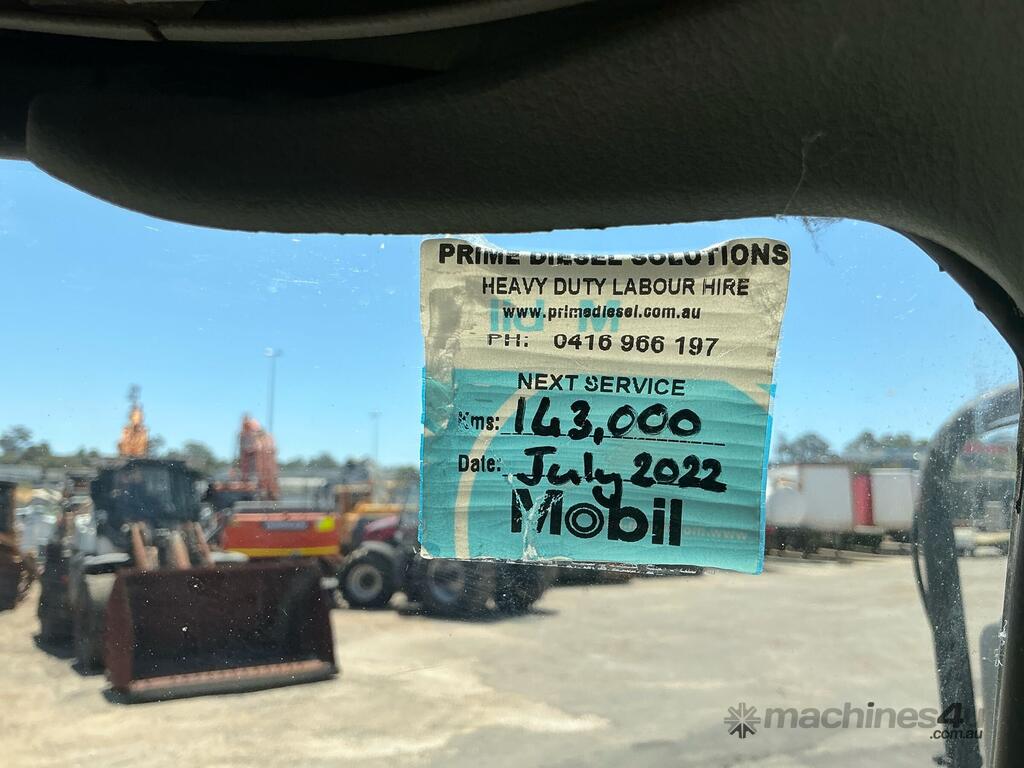 PRIME DIESEL SOLUTIONS
HEAVY DUTY LABOUR HIRE
www.primediesel.com.au
PH: 0416 966 197
NEXT SERVICE
Kms: 143,000
Date: July 2022
Mobil
machines4u
.com.au